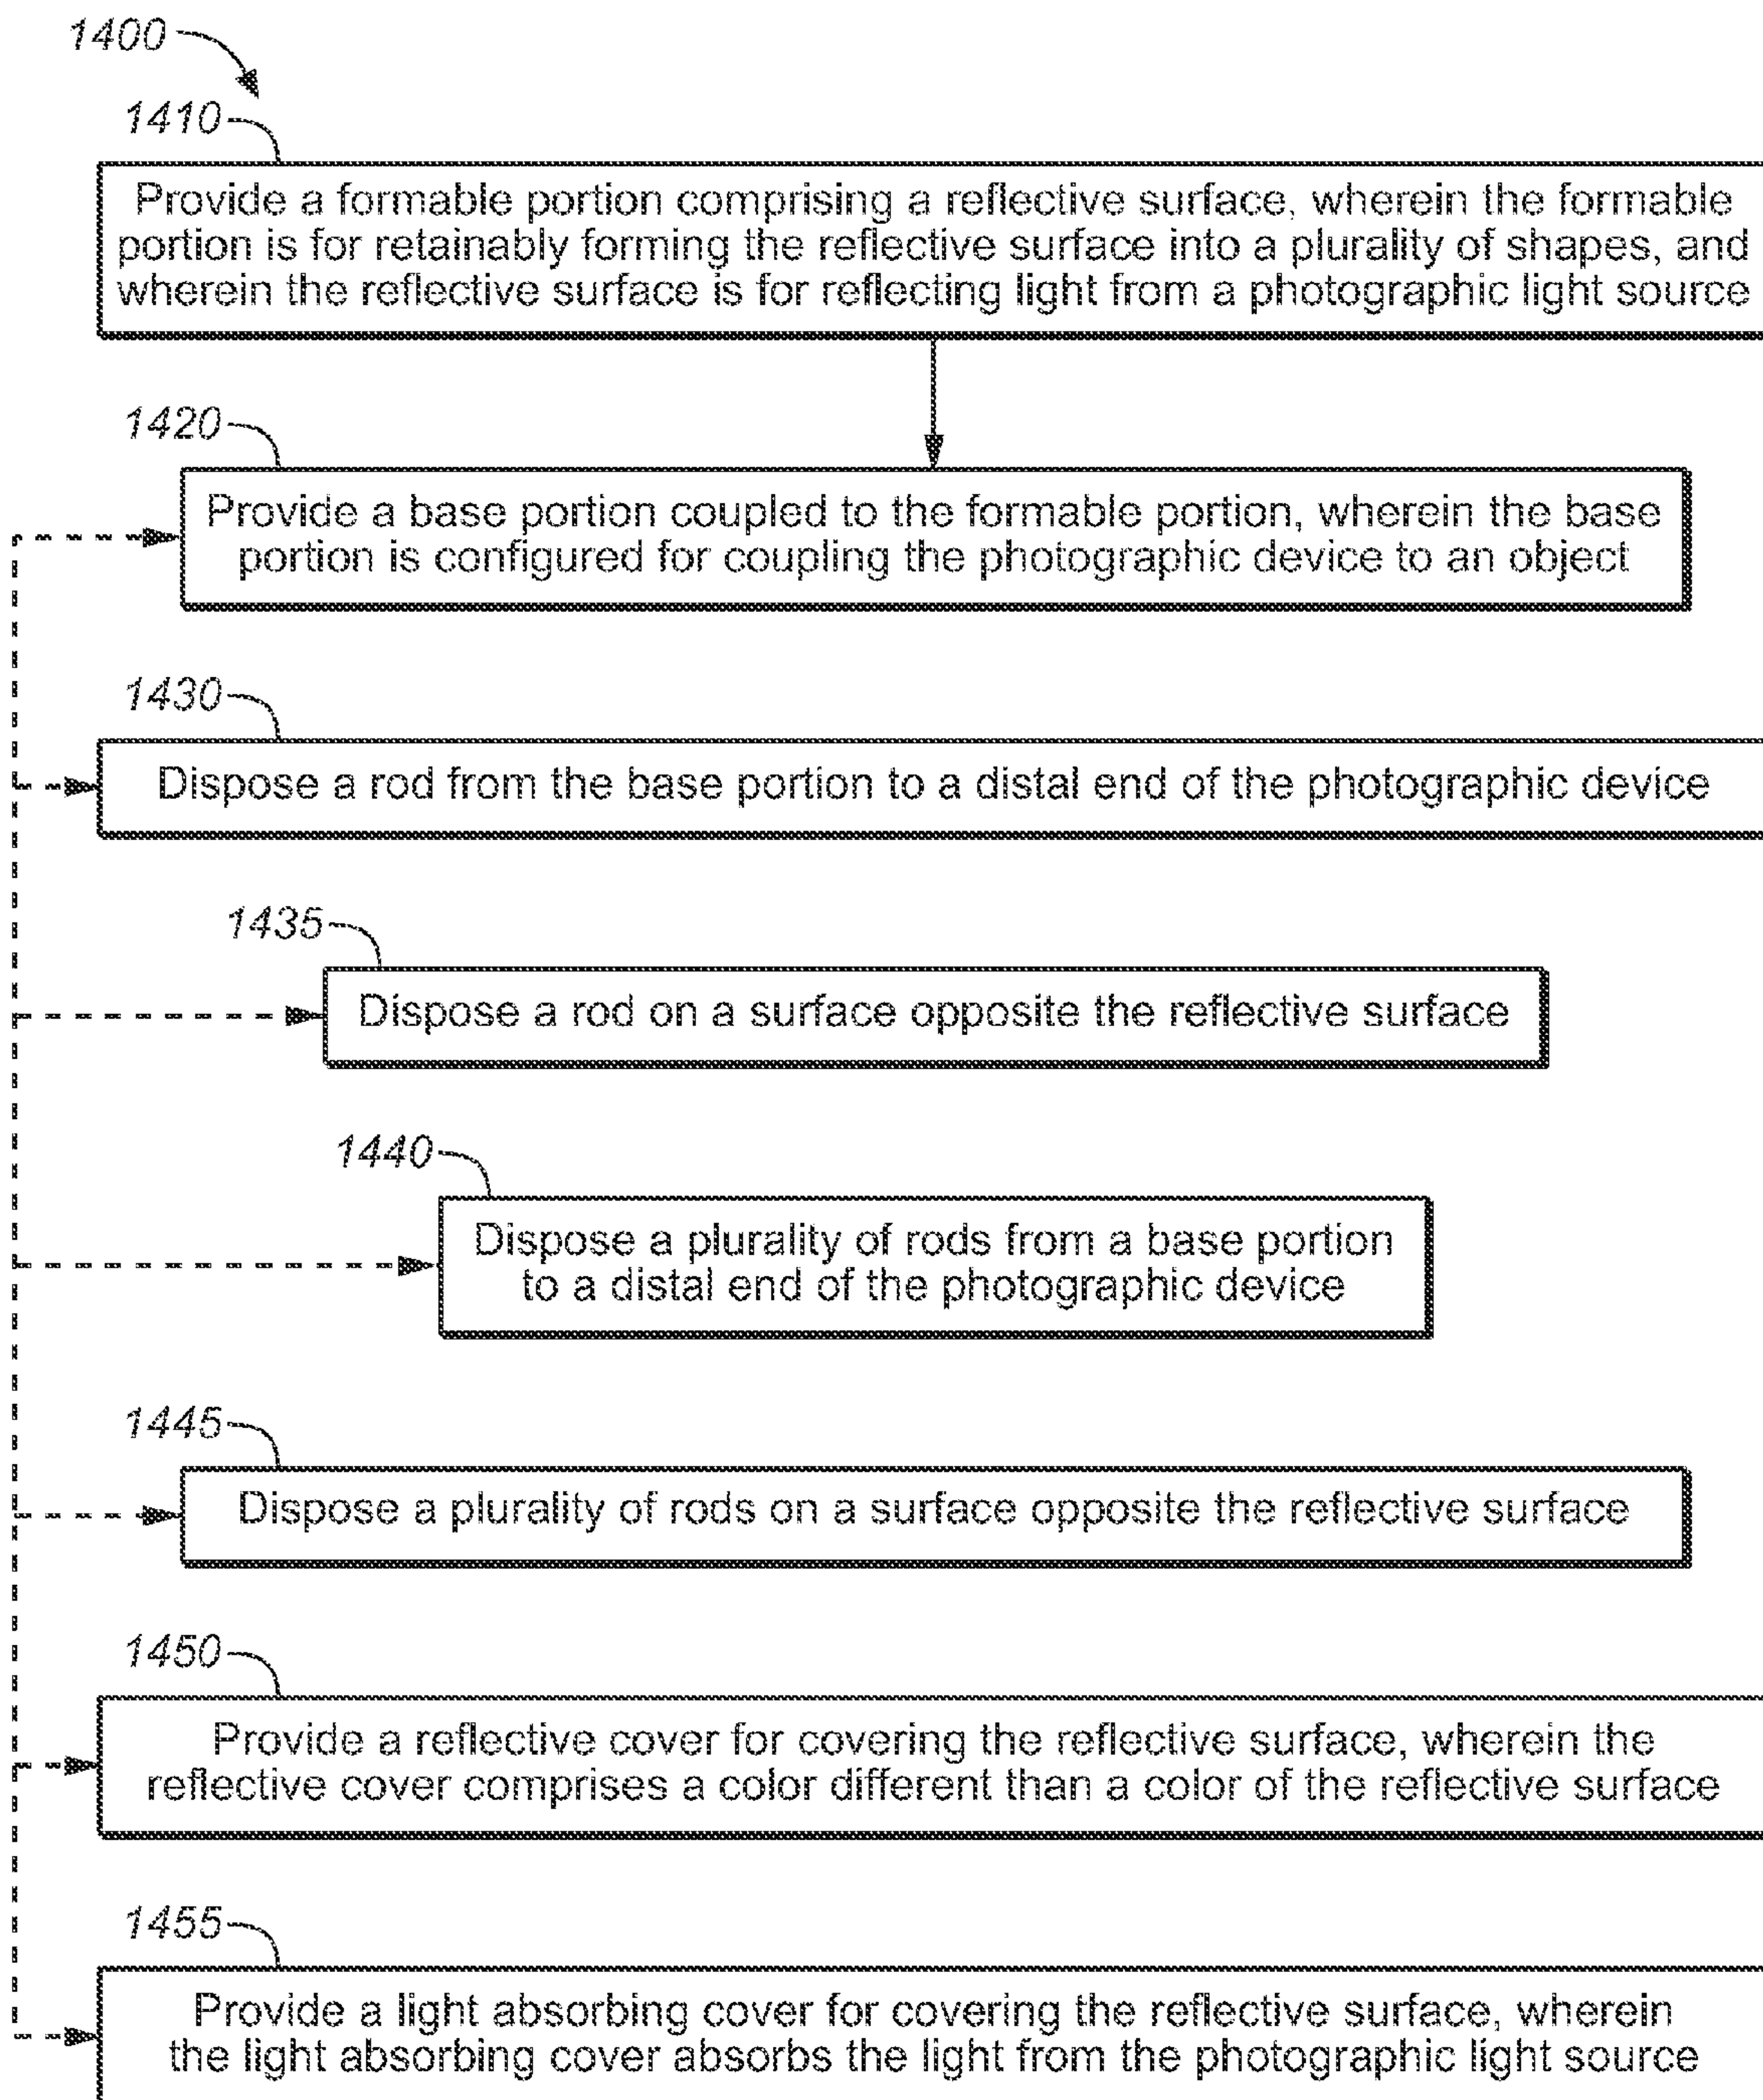 1400
1410
Provide a formable portion comprising a reflective surface, wherein the formable
portion is for retainably forming the reflective surface into a plurality of shapes, and
wherein the reflective surface is for reflecting light from a photographic light source
1420
Provide a base portion coupled to the formable portion, wherein the base
portion is configured for coupling the photographic device to an object
1430
Dispose a rod from the base portion to a distal end of the photographic device
1435
Dispose a rod on a surface opposite the reflective surface
1440
Dispose a plurality of rods from a base portion
to a distal end of the photographic device
1445
Dispose a plurality of rods on a surface opposite the reflective surface
1450
Provide a reflective cover for covering the reflective surface, wherein the
reflective cover comprises a color different than a color of the reflective surface
1455
Provide a light absorbing cover for covering the reflective surface, wherein
the light absorbing cover absorbs the light from the photographic light source